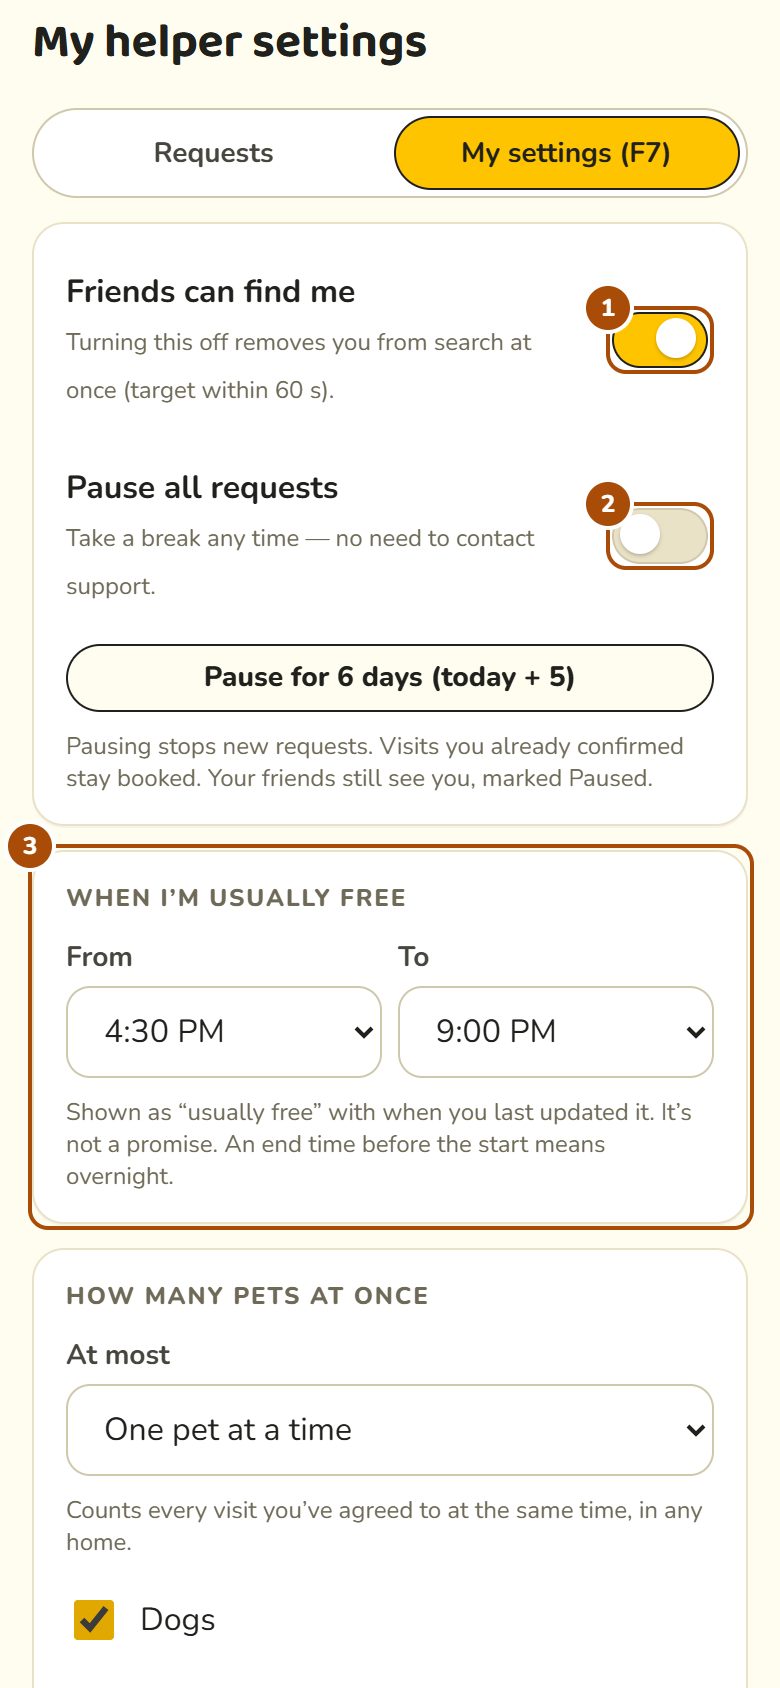 My helper settings
Requests
My settings (F7)
Friends can find me
1
Turning this off removes you from search at
once (target within 60 s).
Pause all requests
2
Take a break any time — no need to contact
support.
Pause for 6 days (today + 5)
Pausing stops new requests. Visits you already confirmed
stay booked. Your friends still see you, marked Paused.
3
WHEN I’M USUALLY FREE
From
To
4:30 PM
9:00 PM
Shown as “usually free” with when you last updated it. It’s
not a promise. An end time before the start means
overnight.
HOW MANY PETS AT ONCE
At most
One pet at a time
Counts every visit you’ve agreed to at the same time, in any
home.
Dogs